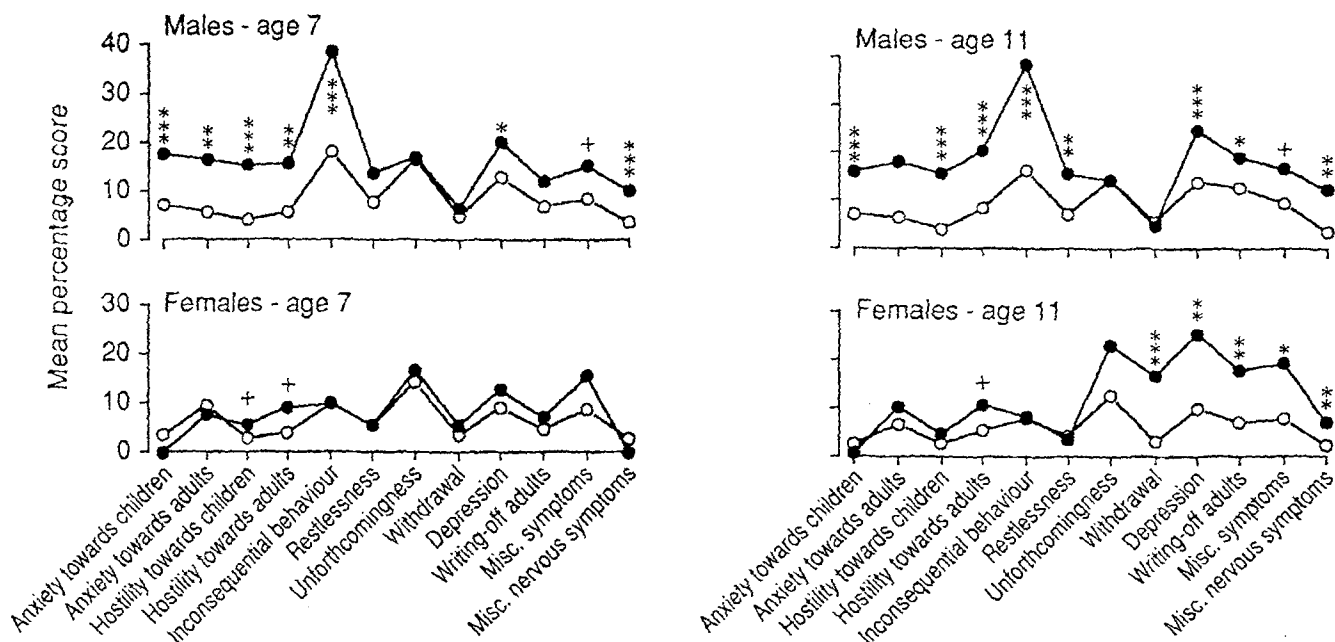 Males - age 7
40
30
20
10
0
*** ** *** ** *** * + ***
Males - age 11
*** *** *** *** ** *** * + **
Mean percentage score
Females - age 7
30
20
10
0
+ +
Females - age 11
+ *** ** ** * **
Anxiety towards children
Anxiety towards adults
Hostility towards children
Hostility towards adults
Inconsequential behaviour
Restlessness
Unforthcomingness
Withdrawal
Depression
Writing-off adults
Misc. symptoms
Misc. nervous symptoms
Anxiety towards children
Anxiety towards adults
Hostility towards children
Hostility towards adults
Inconsequential behaviour
Restlessness
Unforthcomingness
Withdrawal
Depression
Writing-off adults
Misc. symptoms
Misc. nervous symptoms